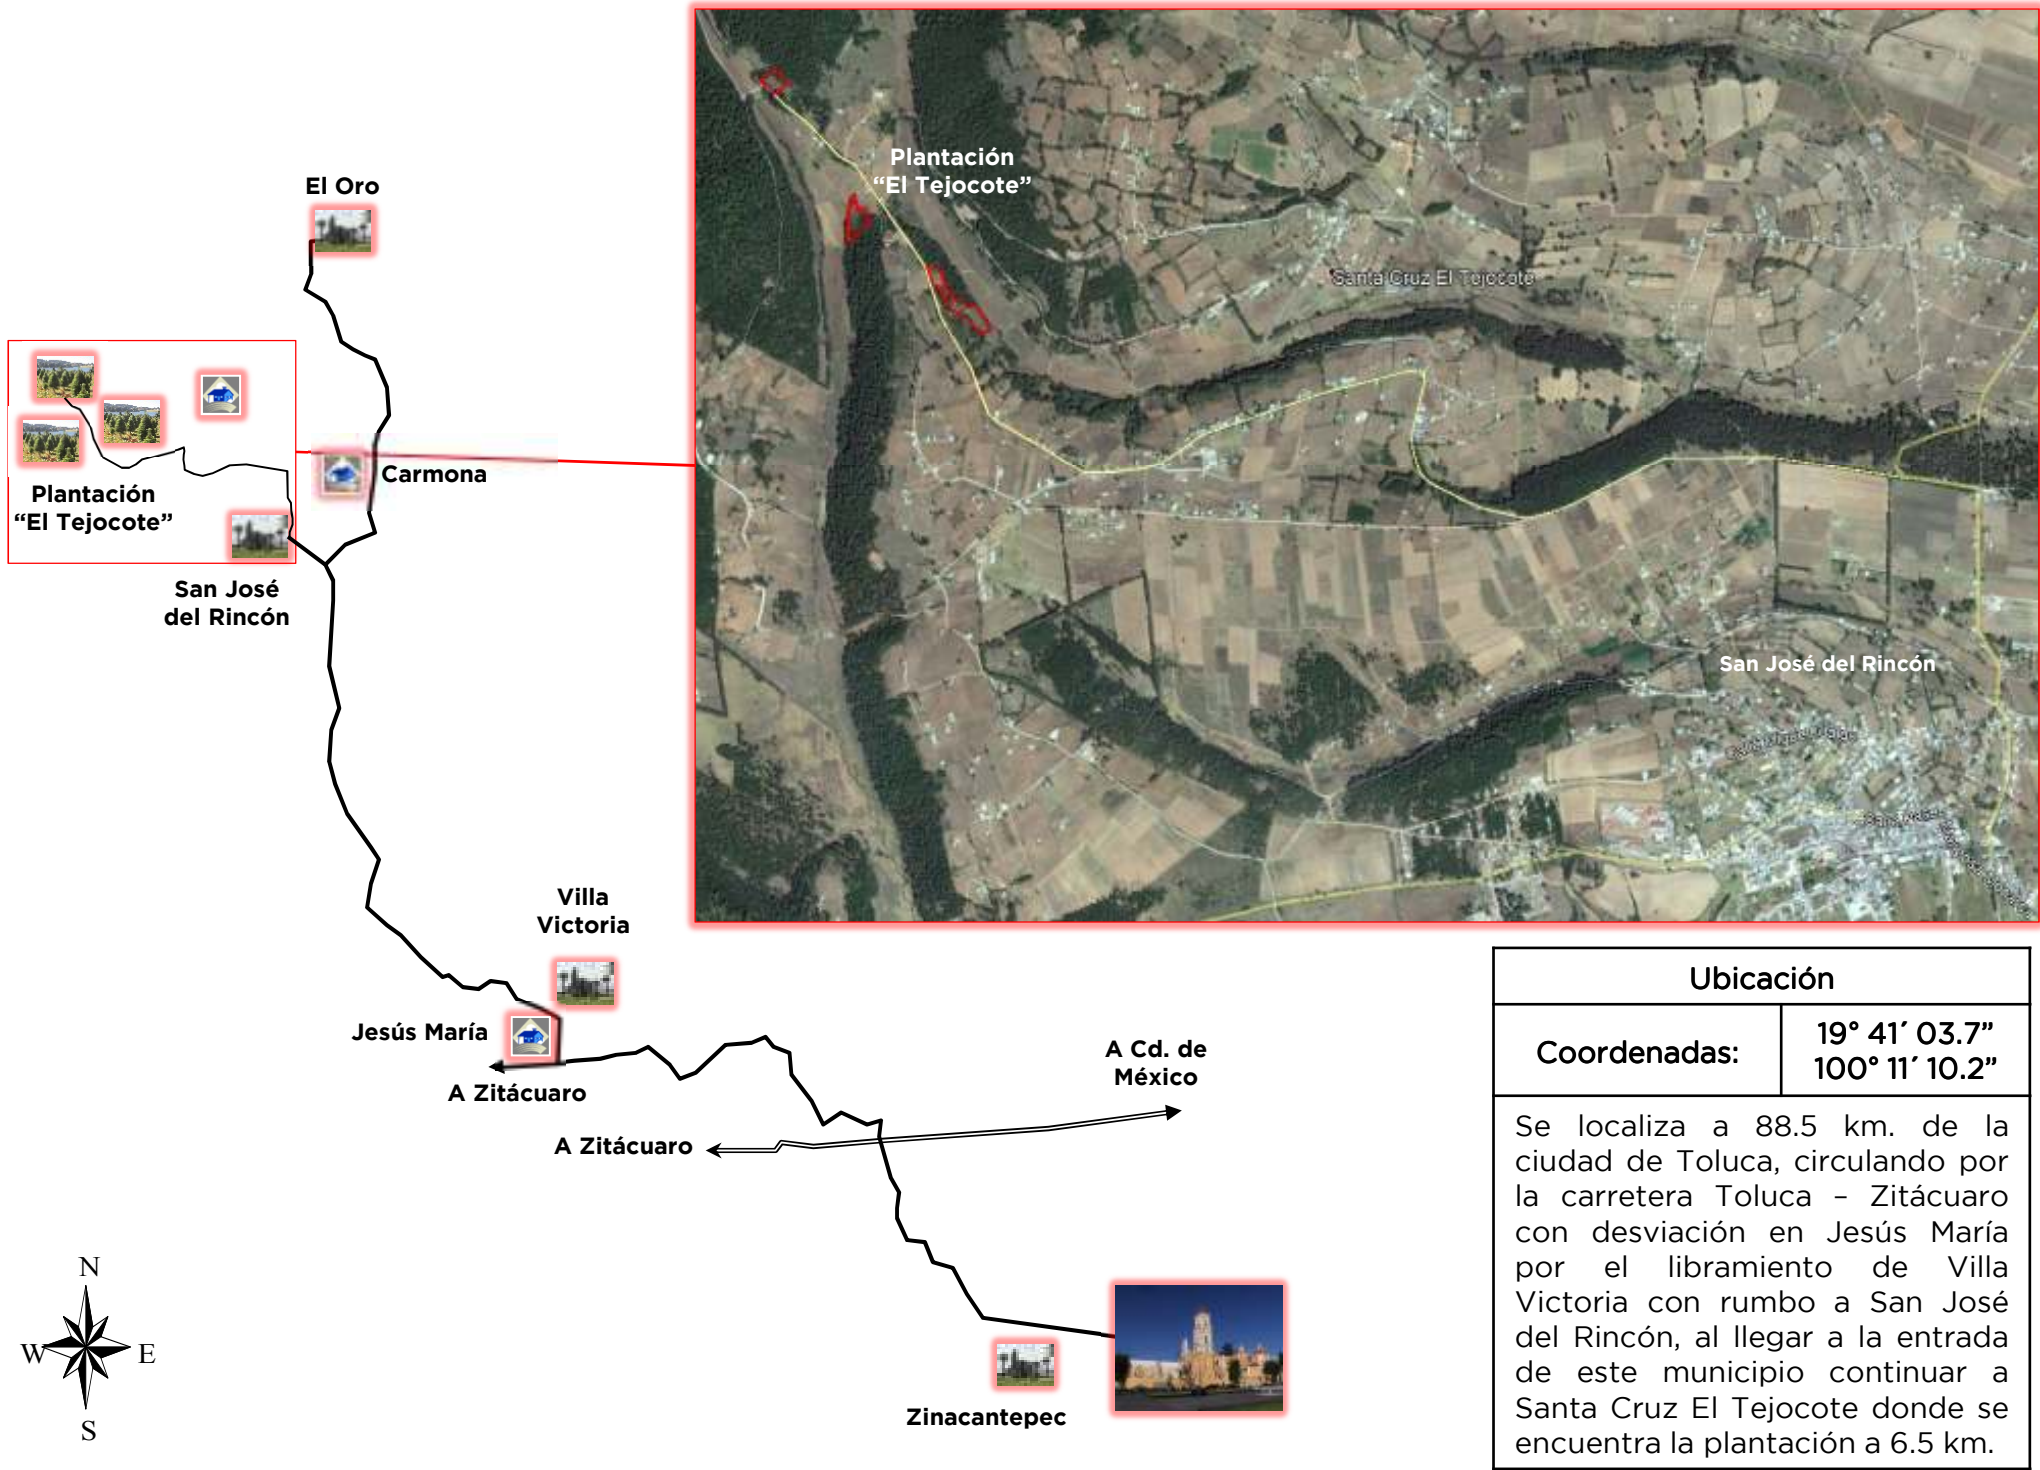 Plantación
“El Tejocote”
Santa Cruz El Tejocote
San José del Rincón
El Oro
Carmona
Plantación
“El Tejocote”
San José
del Rincón
Villa
Victoria
Jesús María
A Zitácuaro
A Cd. de
México
A Zitácuaro
Zinacantepec
N
W
E
S
Ubicación
Coordenadas:
19° 41´ 03.7”
100° 11´ 10.2”
Se localiza a 88.5 km. de la
ciudad de Toluca, circulando por
la carretera Toluca – Zitácuaro
con desviación en Jesús María
por el libramiento de Villa
Victoria con rumbo a San José
del Rincón, al llegar a la entrada
de este municipio continuar a
Santa Cruz El Tejocote donde se
encuentra la plantación a 6.5 km.